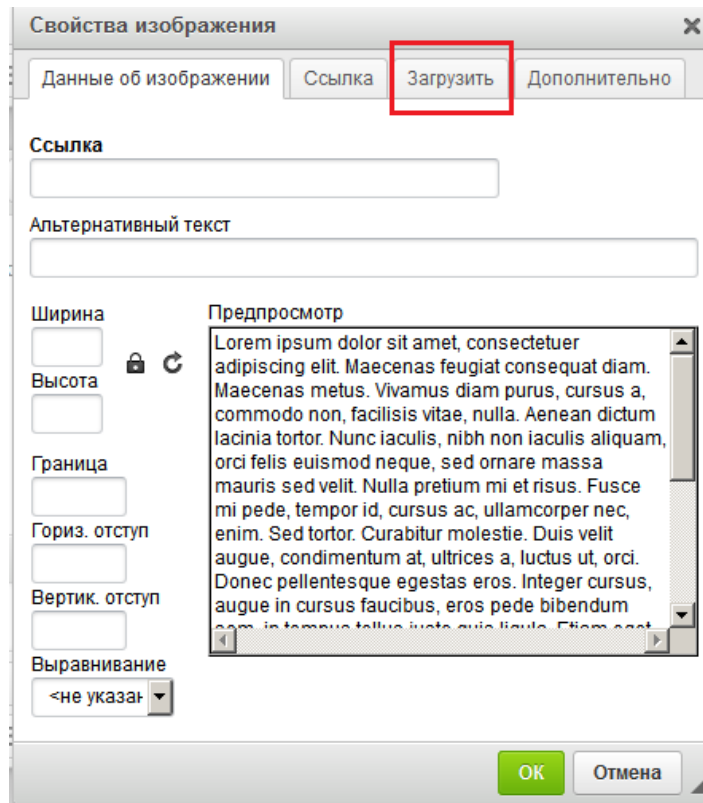 Свойства изображения
Данные об изображении Ссылка Загрузить Дополнительно
Ссылка
Альтернативный текст
Ширина
Высота
Граница
Гориз. отступ
Вертик. отступ
Выравнивание
<не указан
Предпросмотр
Lorem ipsum dolor sit amet, consectetuer
adipiscing elit. Maecenas feugiat consequat diam.
Maecenas metus. Vivamus diam purus, cursus a,
commodo non, facilisis vitae, nulla. Aenean dictum
lacinia tortor. Nunc iaculis, nibh non iaculis aliquam,
orci felis euismod neque, sed ornare massa
mauris sed velit. Nulla pretium mi et risus. Fusce
mi pede, tempor id, cursus ac, ullamcorper nec,
enim. Sed tortor. Curabitur molestie. Duis velit
augue, condimentum at, ultrices a, luctus ut, orci.
Donec pellentesque egestas eros. Integer cursus,
augue in cursus faucibus, eros pede bibendum
ОК Отмена